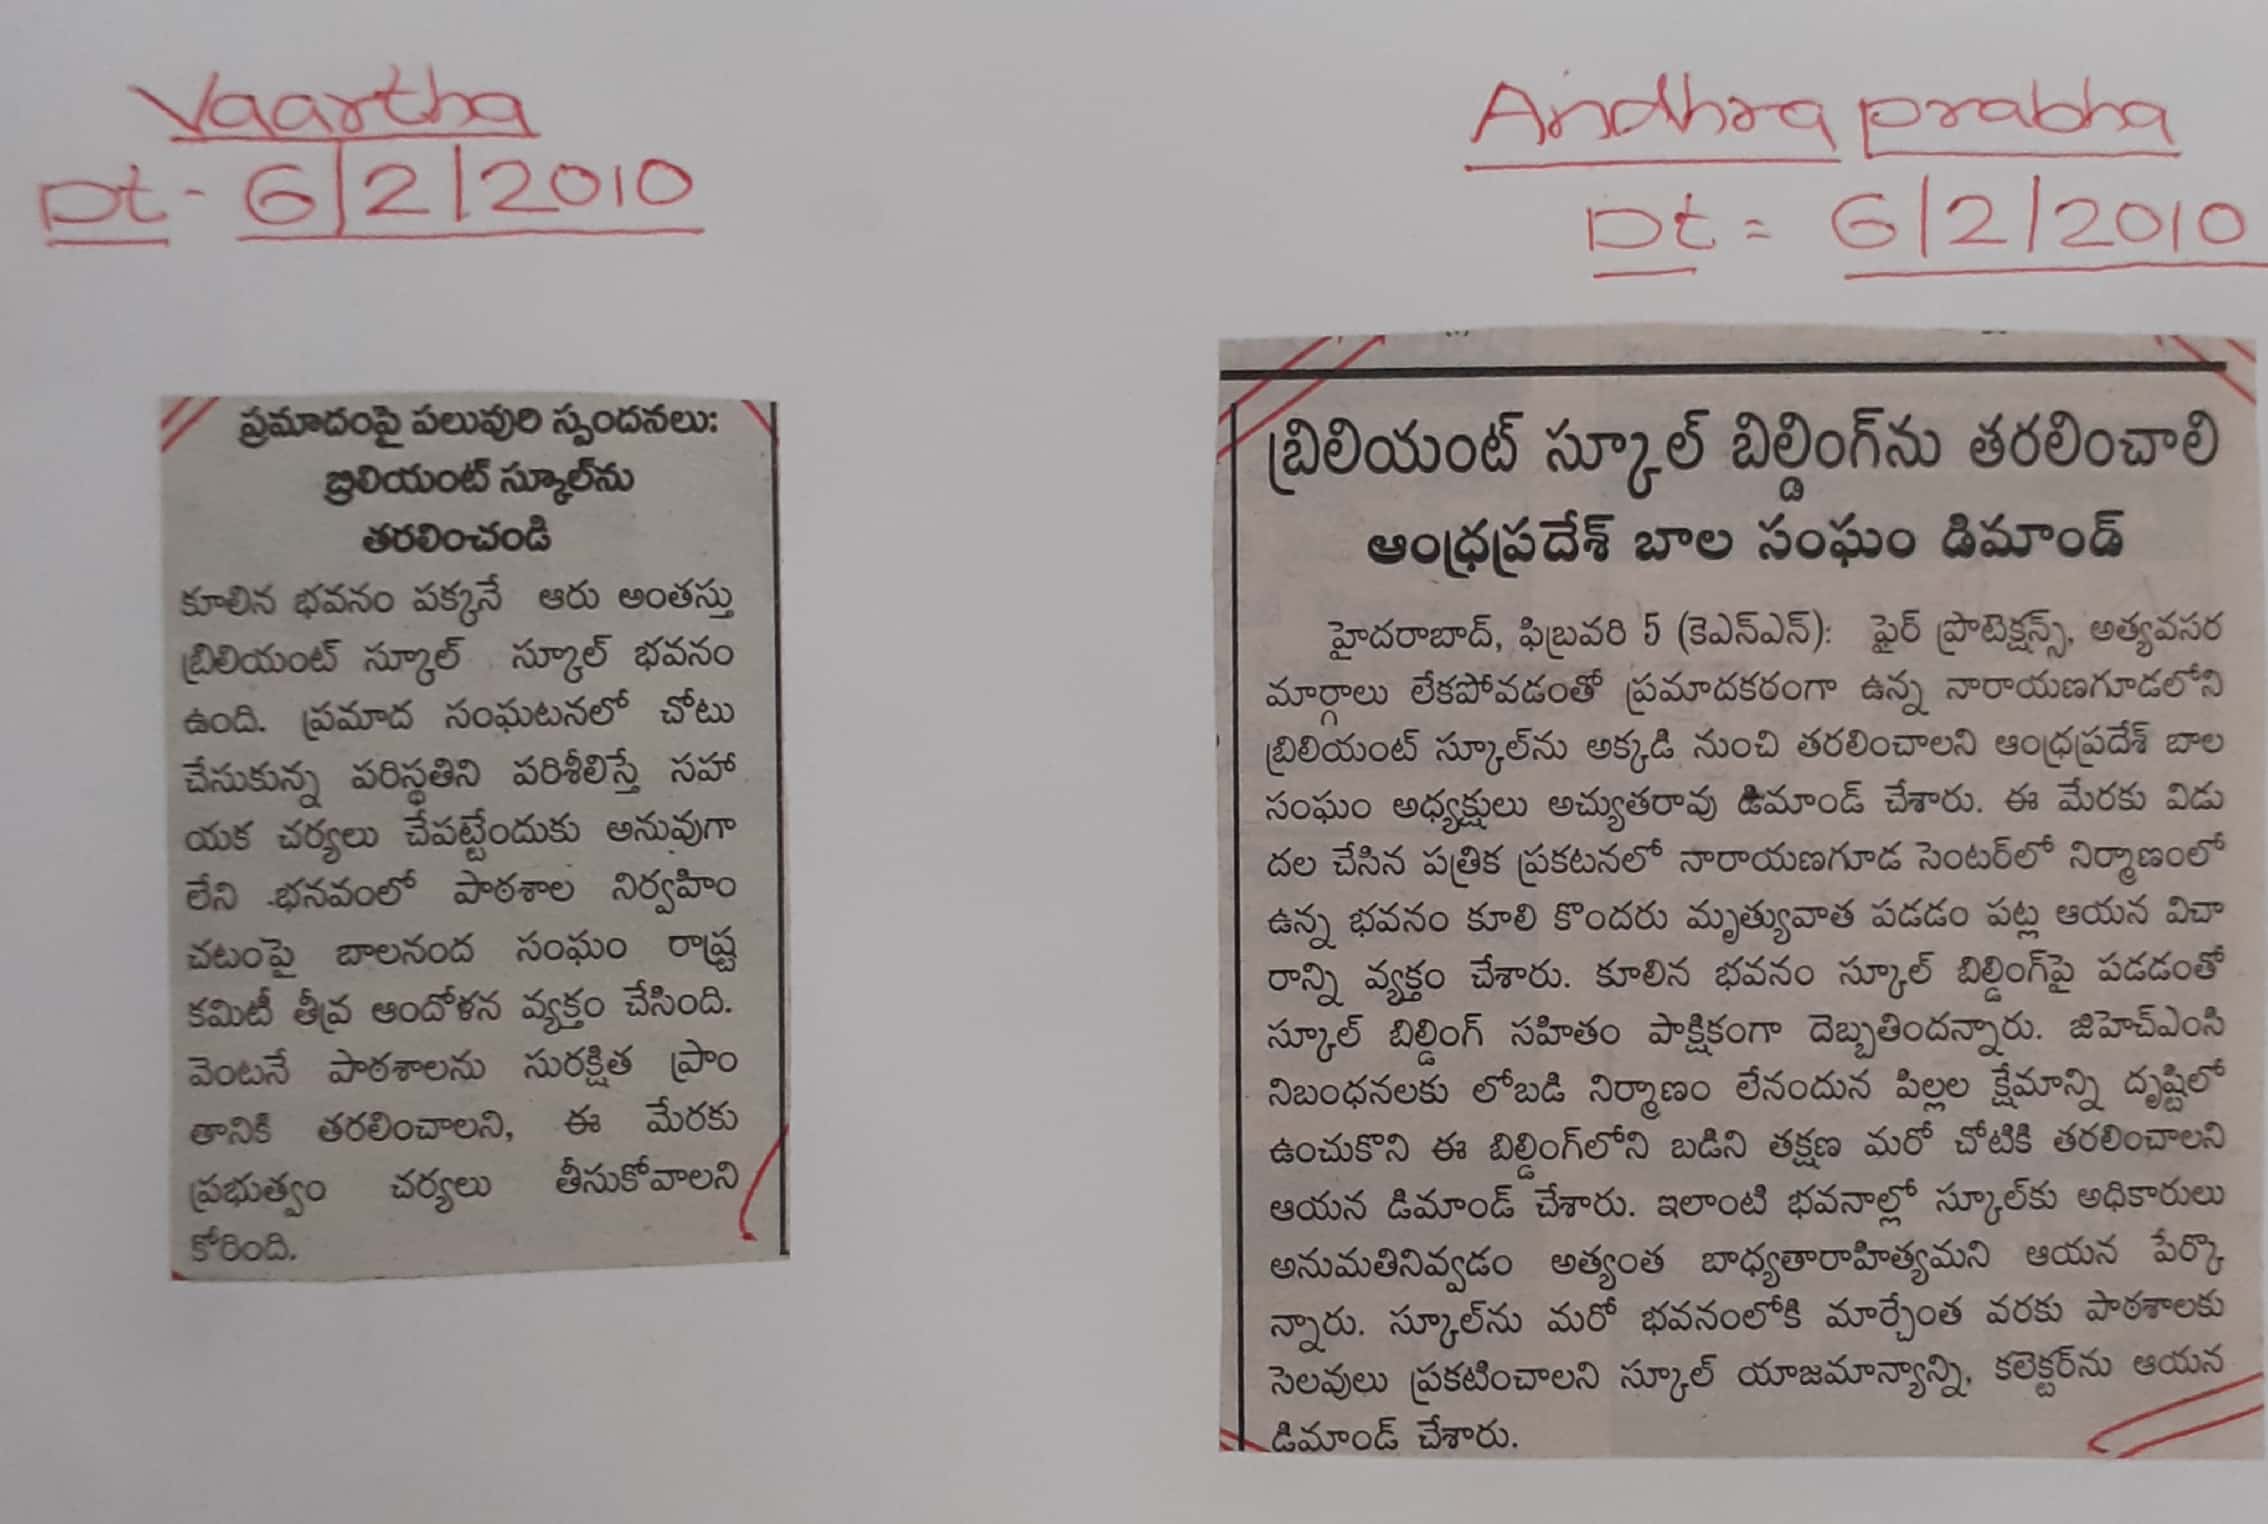 Vaartha
Dt - 6/2/2010
ప్రమాదంపై పలువురి స్పందనలు:
బ్రిలియంట్ స్కూల్‌ను
తరలించండి
కూలిన భవనం పక్కనే ఆరు అంతస్తు
బ్రిలియంట్ స్కూల్ స్కూల్ భవనం
ఉంది. ప్రమాద సంఘటనలో చోటు
చేసుకున్న పరిస్థతిని పరిశీలిస్తే సహా
యక చర్యలు చేపట్టేందుకు అనువుగా
లేని భనవంలో పాఠశాల నిర్వహిం
చటంపై బాలనంద సంఘం రాష్ట్ర
కమిటీ తీవ్ర ఆందోళన వ్యక్తం చేసింది.
వెంటనే పాఠశాలను సురక్షిత ప్రాం
తానికి తరలించాలని, ఈ మేరకు
ప్రభుత్వం చర్యలు తీసుకోవాలని
కోరింది.
Andhra prabha
Dt = 6/2/2010
బ్రిలియంట్ స్కూల్ బిల్డింగ్‌ను తరలించాలి
ఆంధ్రప్రదేశ్ బాల సంఘం డిమాండ్
హైదరాబాద్, ఫిబ్రవరి 5 (కెఎన్ఎన్): ఫైర్ ప్రొటెక్షన్స్, అత్యవసర
మార్గాలు లేకపోవడంతో ప్రమాదకరంగా ఉన్న నారాయణగూడలోని
బ్రిలియంట్ స్కూల్‌ను అక్కడి నుంచి తరలించాలని ఆంధ్రప్రదేశ్ బాల
సంఘం అధ్యక్షులు అచ్యుతరావు డిమాండ్ చేశారు. ఈ మేరకు విడు
దల చేసిన పత్రిక ప్రకటనలో నారాయణగూడ సెంటర్‌లో నిర్మాణంలో
ఉన్న భవనం కూలి కొందరు మృత్యువాత పడడం పట్ల ఆయన విచా
రాన్ని వ్యక్తం చేశారు. కూలిన భవనం స్కూల్ బిల్డింగ్‌పై పడడంతో
స్కూల్ బిల్డింగ్ సహితం పాక్షికంగా దెబ్బతిందన్నారు. జిహెచ్ఎంసి
నిబంధనలకు లోబడి నిర్మాణం లేనందున పిల్లల క్షేమాన్ని దృష్టిలో
ఉంచుకొని ఈ బిల్డింగ్‌లోని బడిని తక్షణ మరో చోటికి తరలించాలని
ఆయన డిమాండ్ చేశారు. ఇలాంటి భవనాల్లో స్కూల్‌కు అధికారులు
అనుమతినివ్వడం అత్యంత బాధ్యతారాహిత్యమని ఆయన పేర్కొ
న్నారు. స్కూల్‌ను మరో భవనంలోకి మార్చేంత వరకు పాఠశాలకు
సెలవులు ప్రకటించాలని స్కూల్ యాజమాన్యాన్ని, కలెక్టర్‌ను ఆయన
డిమాండ్ చేశారు.